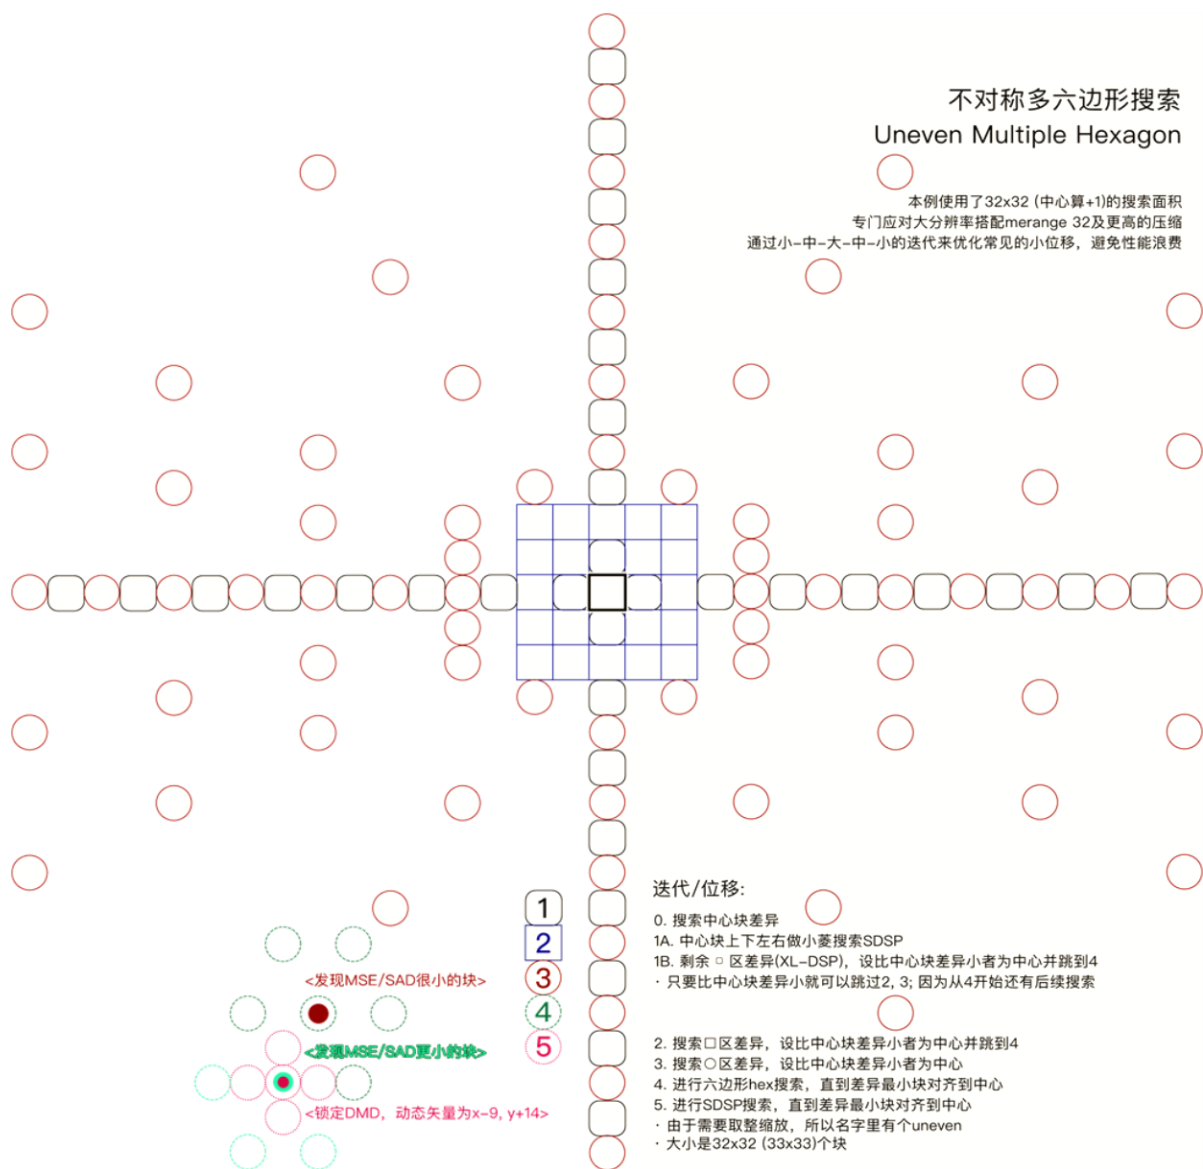 不对称多六边形搜索
Uneven Multiple Hexagon
本例使用了32x32 (中心算+1)的搜索面积
专门应对大分辨率搭配merange 32及更高的压缩
通过小-中-大-中-小的迭代来优化常见的小位移，避免性能浪费
1
2
3
4
5
<发现MSE/SAD很小的块>
<发现MSE/SAD更小的块>
<锁定DMD，动态矢量为x-9, y+14>
迭代/位移:
0. 搜索中心块差异
1A. 中心块上下左右做小菱搜索SDSP
1B. 剩余 ▢ 区差异(XL-DSP)，设比中心块差异小者为中心并跳到4
· 只要比中心块差异小就可以跳过2, 3; 因为从4开始还有后续搜索
2. 搜索□区差异，设比中心块差异小者为中心并跳到4
3. 搜索○区差异，设比中心块差异小者为中心
4. 进行六边形hex搜索，直到差异最小块对齐到中心
5. 进行SDSP搜索，直到差异最小块对齐到中心
· 由于需要取整缩放，所以名字里有个uneven
· 大小是32x32 (33x33)个块